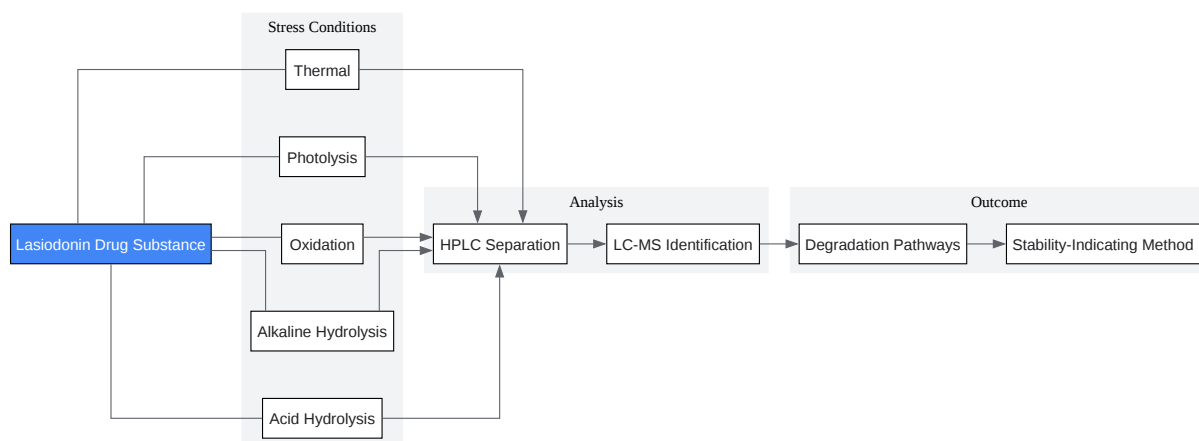 Stress Conditions
Thermal
Photolysis
Oxidation
Alkaline Hydrolysis
Acid Hydrolysis
Lasiodonin Drug Substance
Analysis
HPLC Separation
LC-MS Identification
Outcome
Degradation Pathways
Stability-Indicating Method